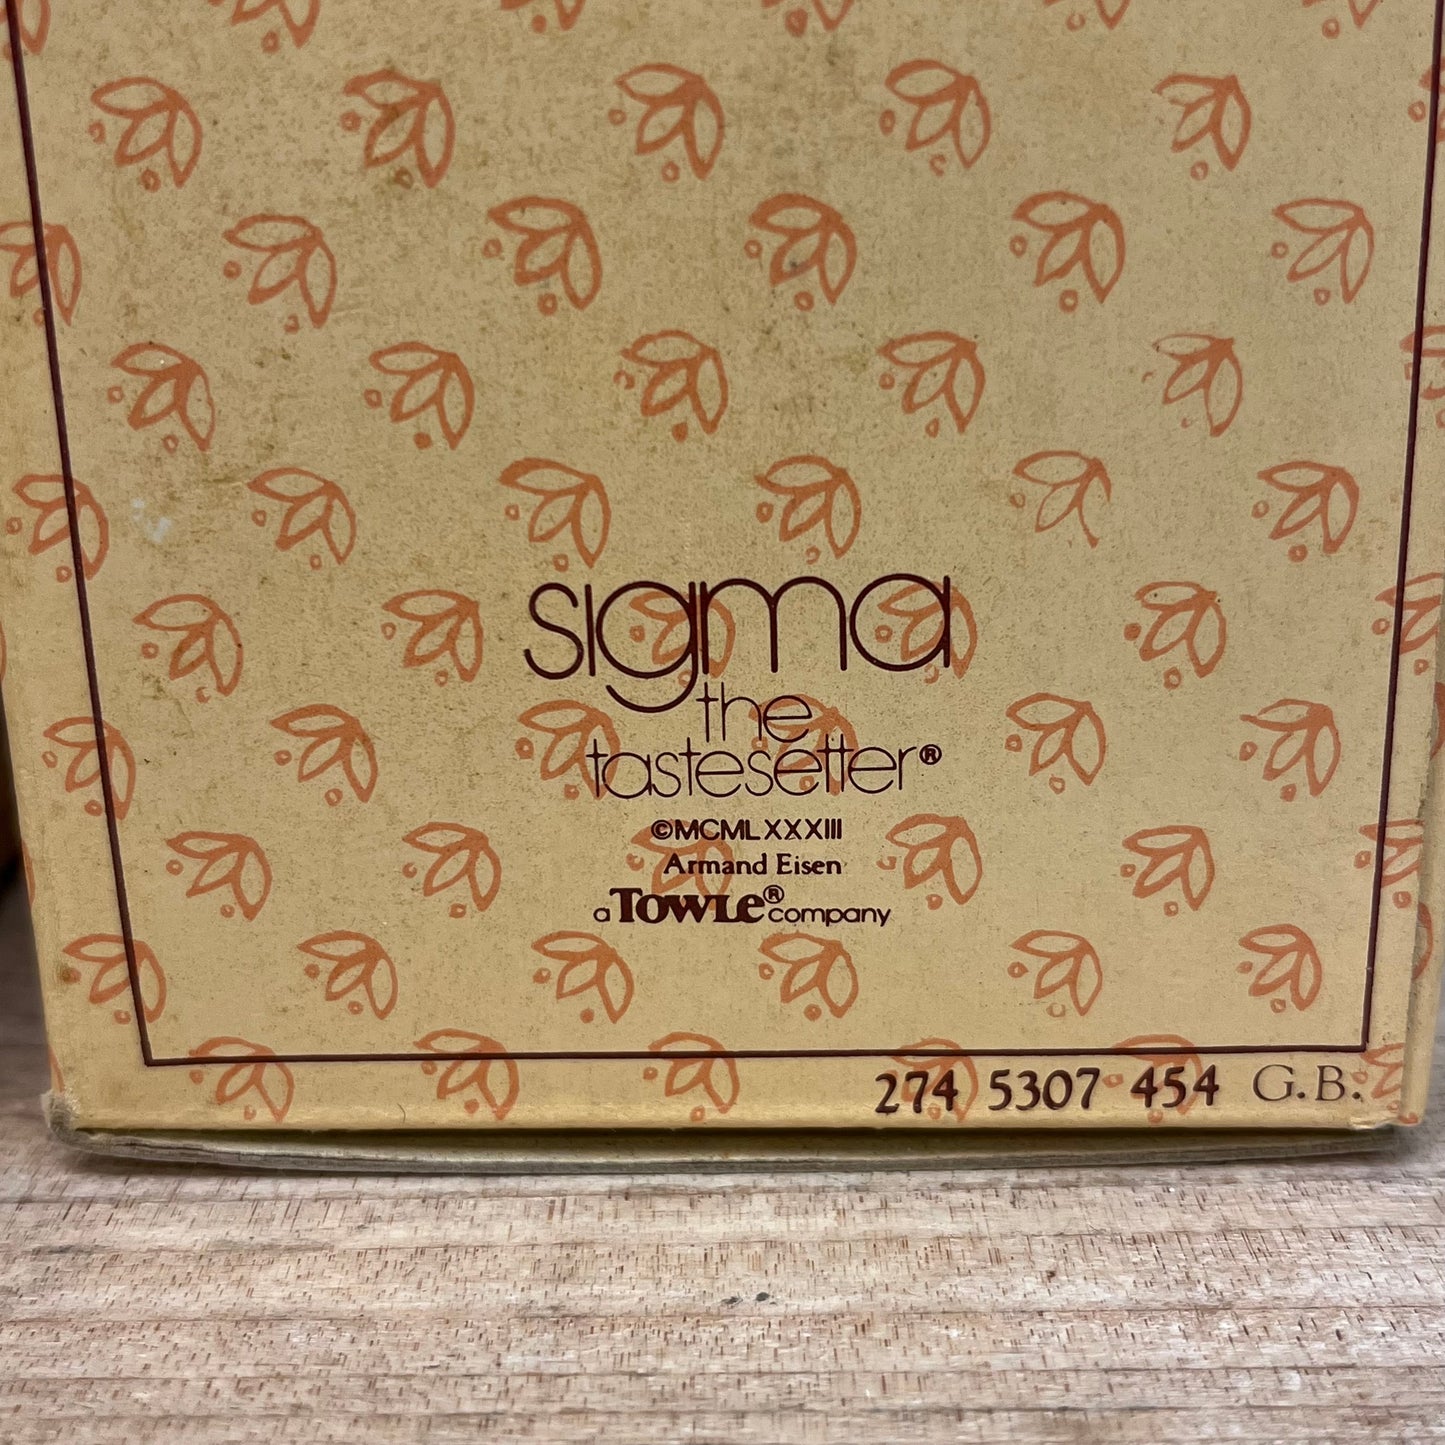 sigma
the
tastesetter®
©MCMLXXXIII
Armand Eisen
a TOWLE® company
274 5307 454 G.B.